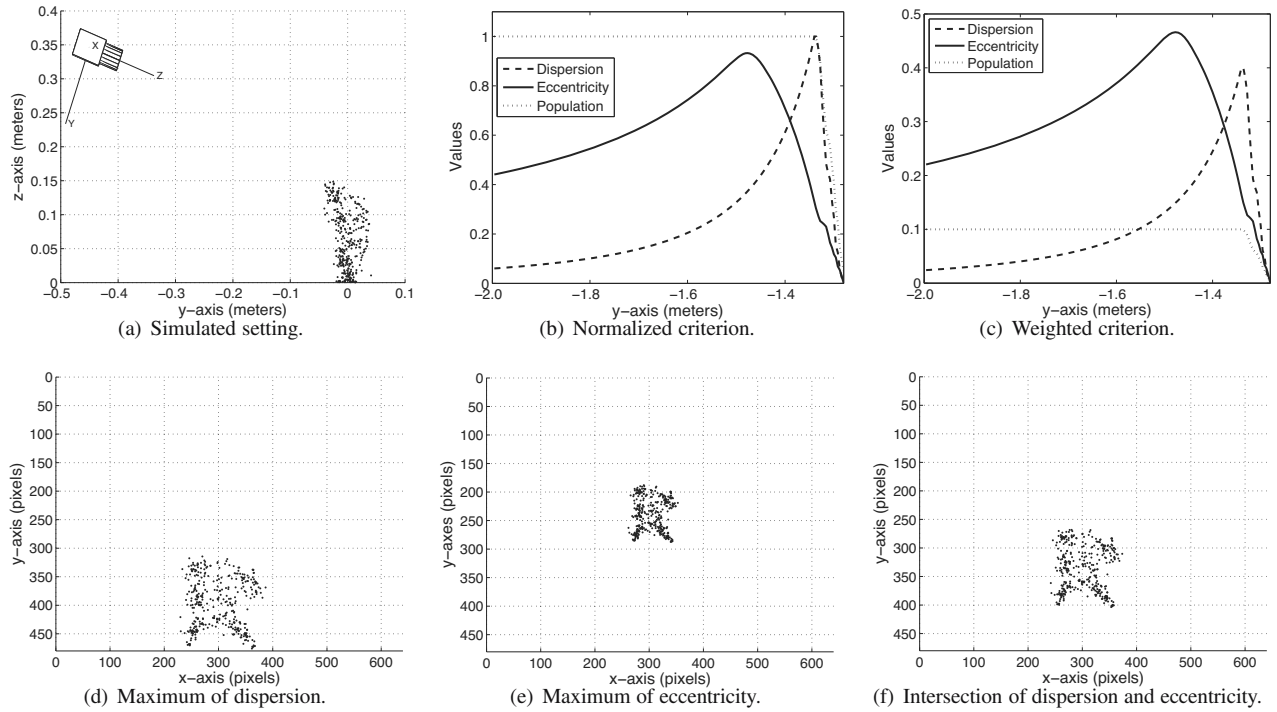 0.4
0.35
0.3
0.25
0.2
0.15
0.1
0.05
0
z−axis (meters)
X
Z
Y
−0.5 −0.4 −0.3 −0.2 −0.1 0 0.1
y−axis (meters)
(a) Simulated setting.
1
0.8
0.6
0.4
0.2
0
Values
Dispersion
Eccentricity
Population
−2.0 −1.8 −1.6 −1.4
y−axis (meters)
(b) Normalized criterion.
0.5
0.4
0.3
0.2
0.1
0
Values
Dispersion
Eccentricity
Population
−2.0 −1.8 −1.6 −1.4
y−axis (meters)
(c) Weighted criterion.
0
50
100
150
200
250
300
350
400
450
y−axis (pixels)
0 100 200 300 400 500 600
x−axis (pixels)
(d) Maximum of dispersion.
0
50
100
150
200
250
300
350
400
450
y−axes (pixels)
0 100 200 300 400 500 600
x−axis (pixels)
(e) Maximum of eccentricity.
0
50
100
150
200
250
300
350
400
450
y−axis (pixels)
0 100 200 300 400 500 600
x−axis (pixels)
(f) Intersection of dispersion and eccentricity.